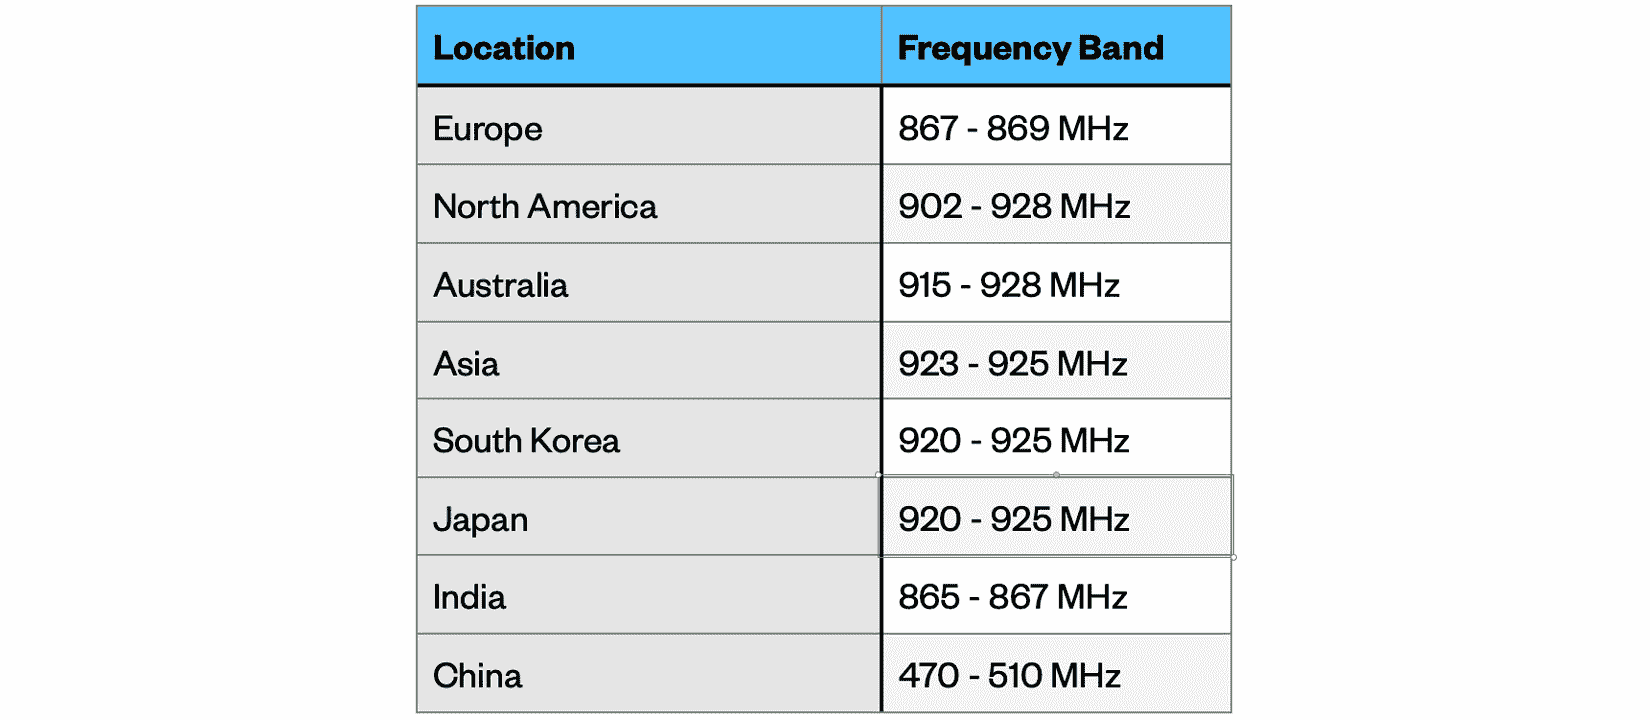 Location Frequency Band
Europe 867 - 869 MHz
North America 902 - 928 MHz
Australia 915 - 928 MHz
Asia 923 - 925 MHz
South Korea 920 - 925 MHz
Japan 920 - 925 MHz
India 865 - 867 MHz
China 470 - 510 MHz